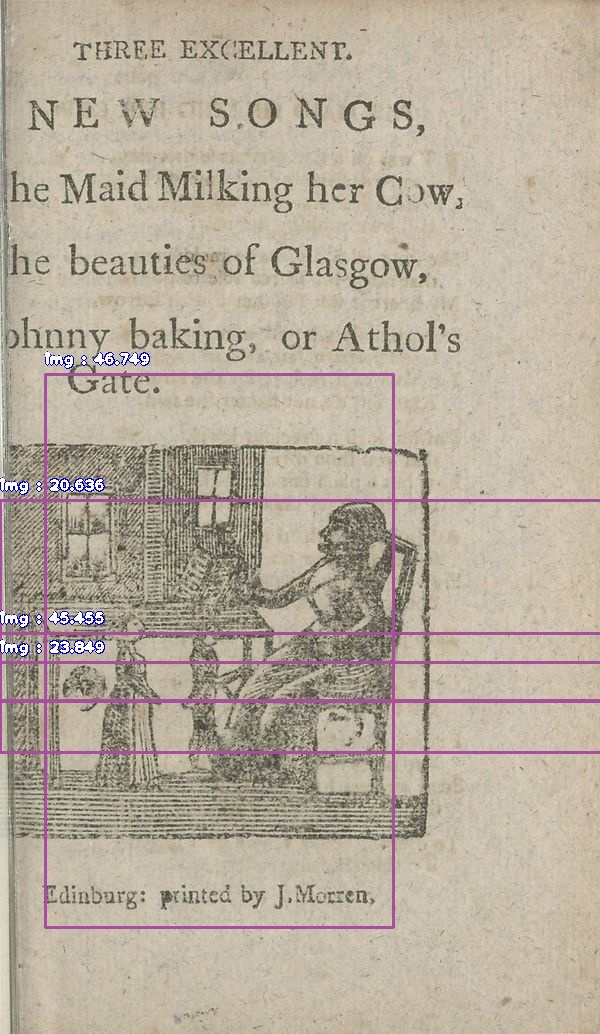 THREE EXCELLENT.
NEW SONGS,
he Maid Milking her Cow,
he beauties of Glasgow,
ohnny baking, or Athol's
Img : 46.749
Gate.
Img : 20.636
Img : 45.455
Img : 23.849
Edinburg: printed by J.Morren,